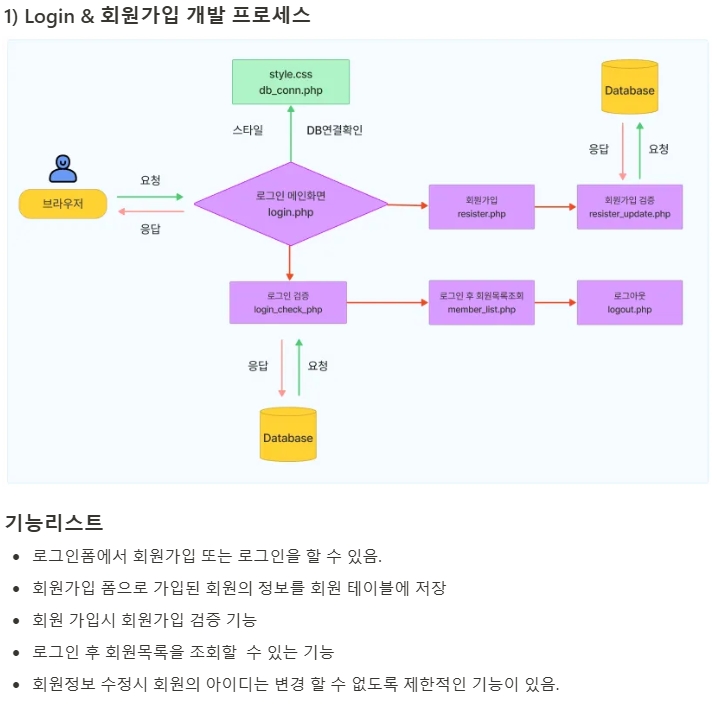 1) Login & 회원가입 개발 프로세스
style.css
db_conn.php
Database
스타일
DB연결확인
응답
요청
요청
브라우저
응답
로그인 메인화면
login.php
회원가입
resister.php
회원가입 검증
resister_update.php
로그인 검증
login_check_php
로그인 후 회원목록조회
member_list.php
로그아웃
logout.php
응답
요청
Database
기능리스트
• 로그인폼에서 회원가입 또는 로그인을 할 수 있음.
• 회원가입 폼으로 가입된 회원의 정보를 회원 테이블에 저장
• 회원 가입시 회원가입 검증 기능
• 로그인 후 회원목록을 조회할 수 있는 기능
• 회원정보 수정시 회원의 아이디는 변경 할 수 없도록 제한적인 기능이 있음.